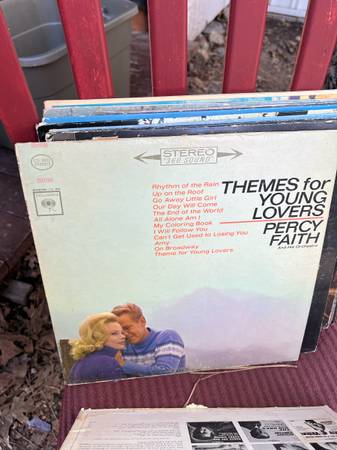 STEREO
"360 SOUND"
THEMES for
YOUNG
LOVERS
PERCY
FAITH
And His Orchestra
Rhythm of the Rain
Up on the Roof
Go Away Little Girl
Our Day Will Come
The End of the World
All Alone Am I
My Coloring Book
I Will Follow You
Can't Get Used to Losing You
Amy
On Broadway
Theme for Young Lovers